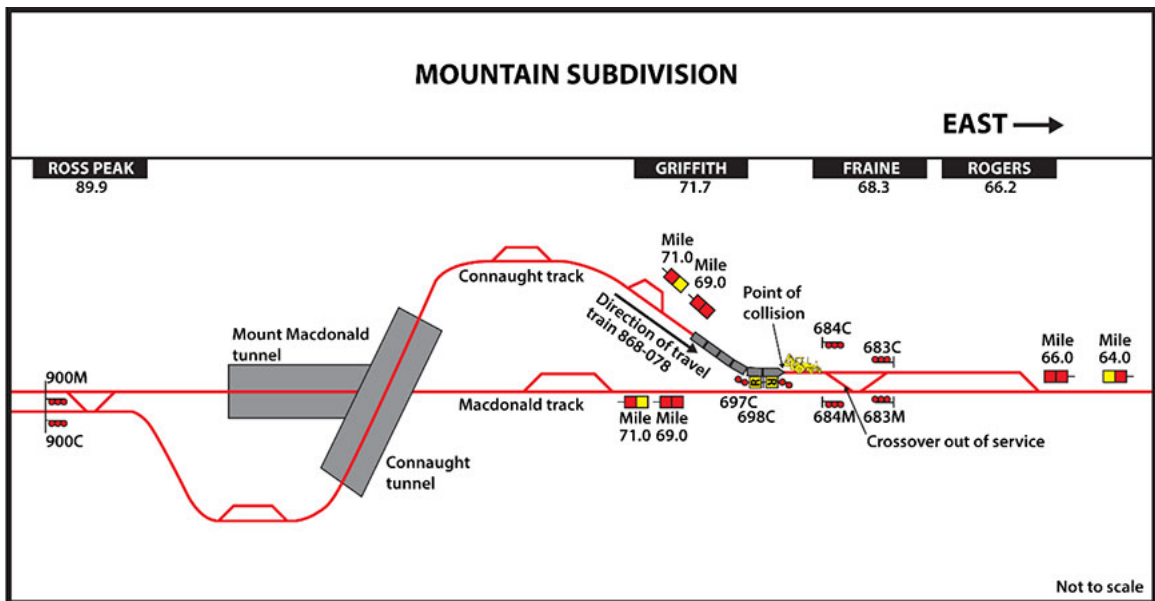 MOUNTAIN SUBDIVISION
EAST
ROSS PEAK
89.9
GRIFFITH
71.7
FRAINE
68.3
ROGERS
66.2
Mile
71.0
Mile
69.0
Connaught track
Direction of travel
train 868-078
Point of
collision
684C
683C
Mile
66.0
Mile
64.0
Mount Macdonald
tunnel
900M
900C
Macdonald track
Mile
71.0
Mile
69.0
R
R
697C
698C
684M
683M
Crossover out of service
Connaught
tunnel
Not to scale